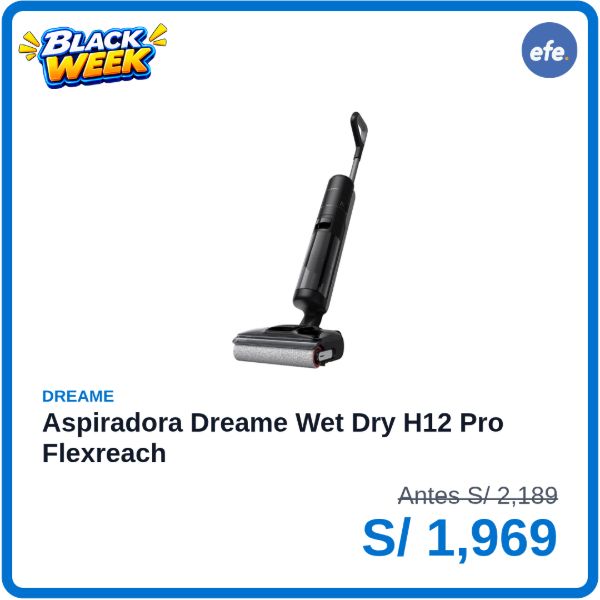 BLACK
WEEK
efe.
DREAME
Aspiradora Dreame Wet Dry H12 Pro
Flexreach
Antes S/ 2,189
S/ 1,969